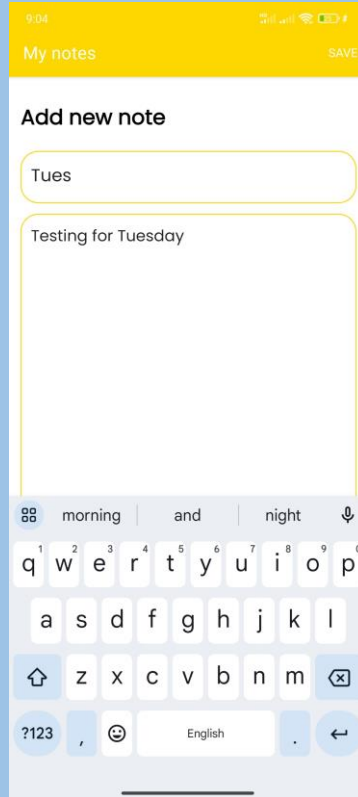 9:04
My notes SAVE
Add new note
Tues
Testing for Tuesday
morning and night
1 2 3 4 5 6 7 8 9
q w e r t y u i o p
a s d f g h j k l
z x c v b n m
?123 , English .